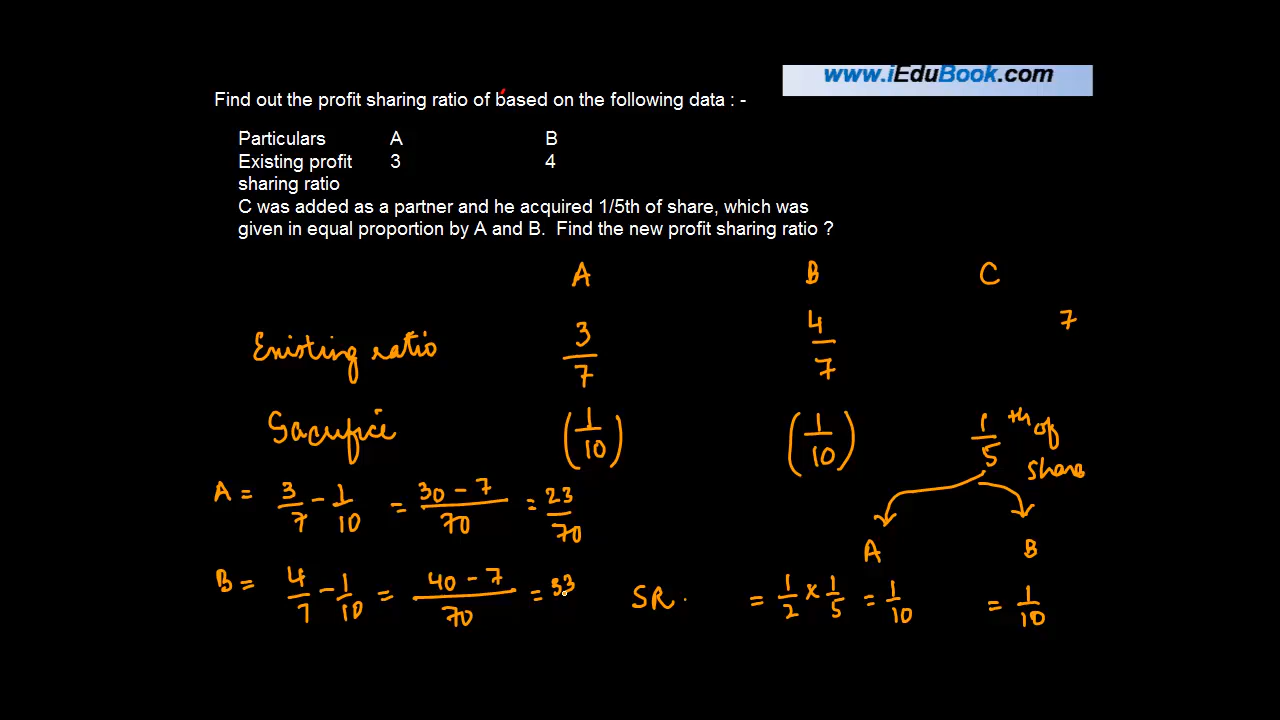 www.iEduBook.com
Find out the profit sharing ratio of based on the following data : -
Particulars A B
Existing profit 3 4
sharing ratio
C was added as a partner and he acquired 1/5th of share, which was
given in equal proportion by A and B. Find the new profit sharing ratio ?
A B C
Existing ratio 3/7 4/7 7
Sacrifice (1/10) (1/10) 1/5 th of share
A = 3/7 - 1/10 = 30 - 7/70 = 23/70
A B
B = 4/7 - 1/10 = 40 - 7/70 = 33
SR. = 1/2 x 1/5 = 1/10 = 1/10